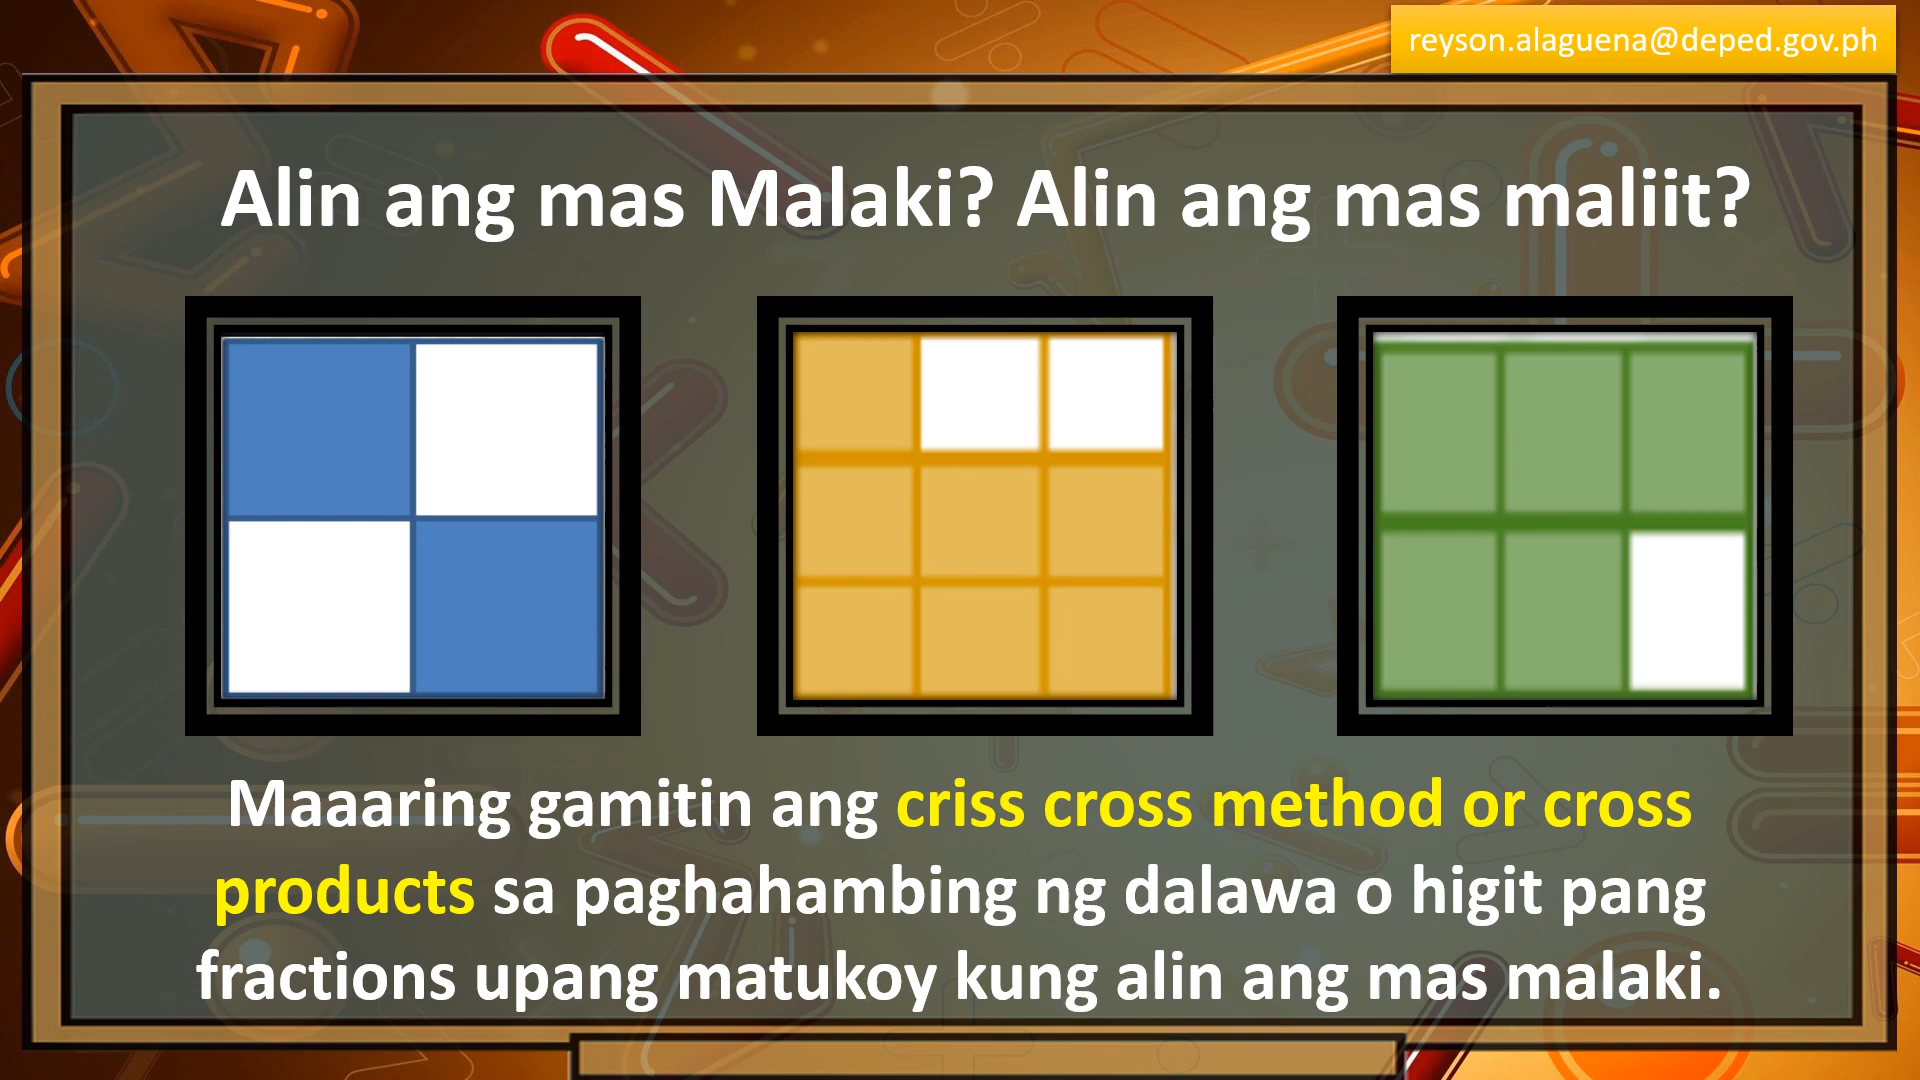 reyson.alaguena@deped.gov.ph
Alin ang mas Malaki? Alin ang mas maliit?
Maaaring gamitin ang criss cross method or cross
products sa paghahambing ng dalawa o higit pang
fractions upang matukoy kung alin ang mas malaki.